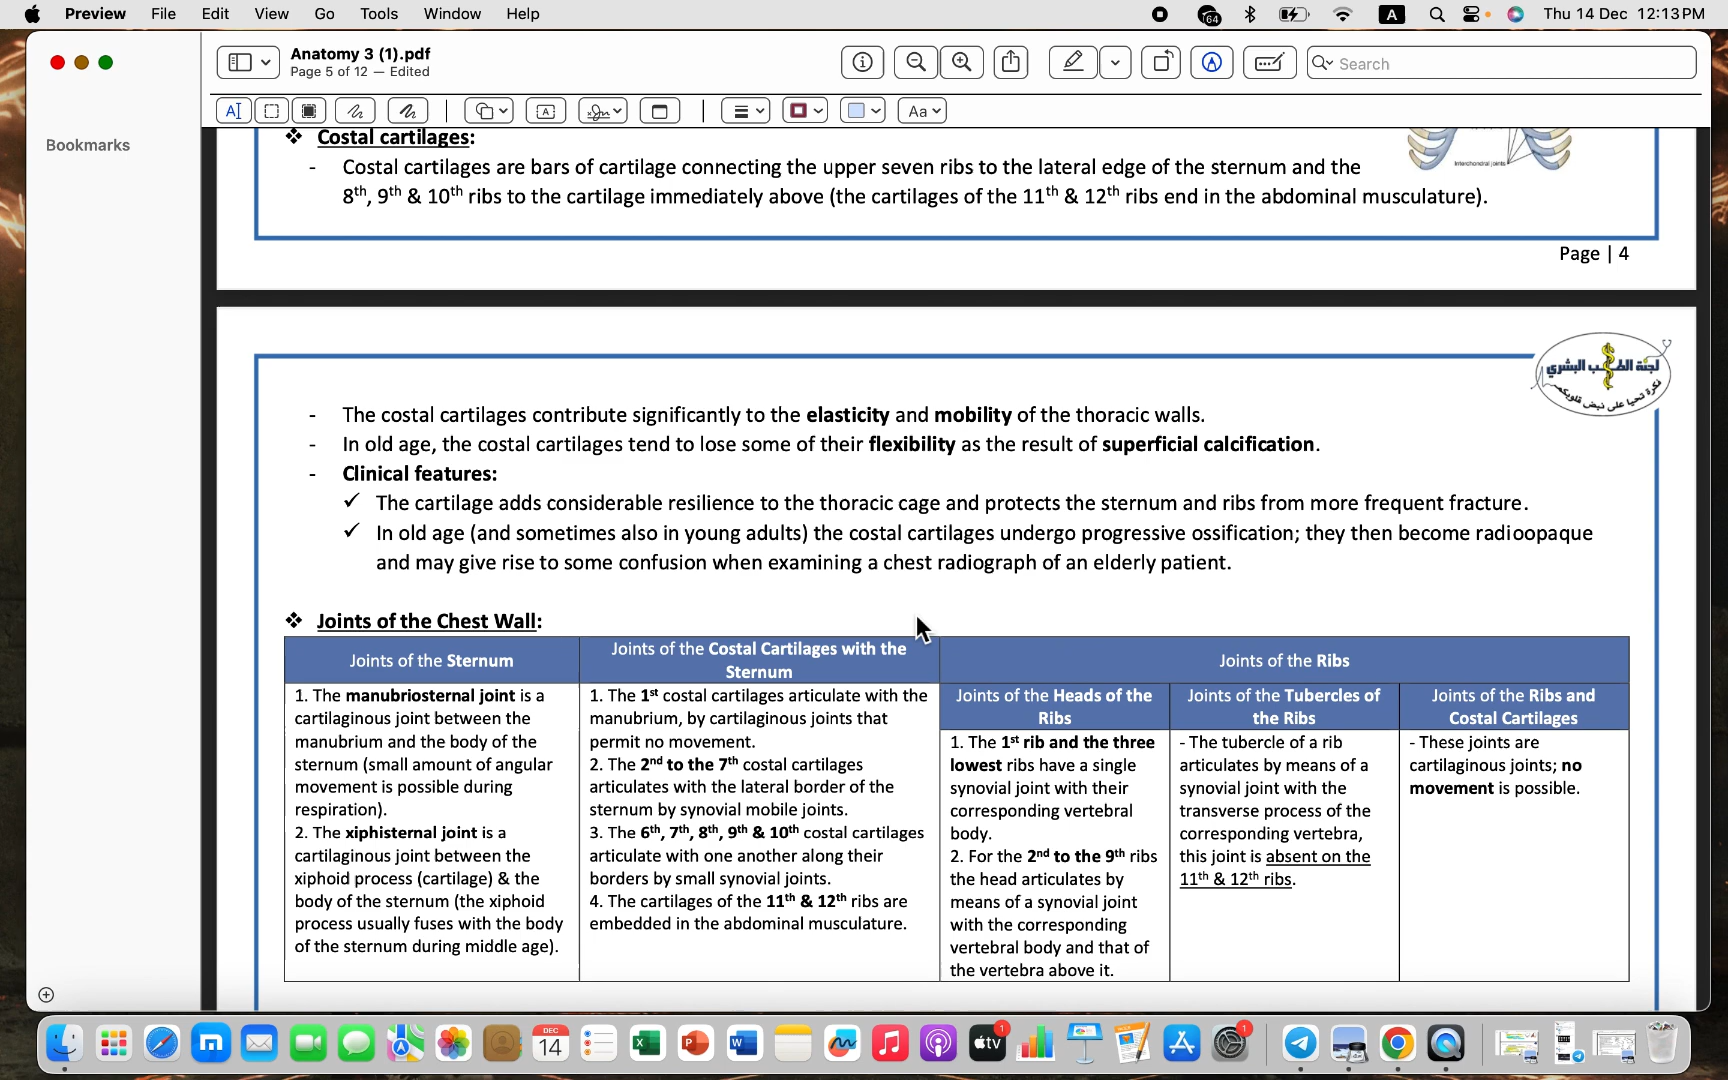 Preview File Edit View Go Tools Window Help 64 A Thu 14 Dec 12:13 PM
Anatomy 3 (1).pdf
Page 5 of 12 — Edited
Search
A A Aa
Bookmarks
❖ Costal cartilages:
- Costal cartilages are bars of cartilage connecting the upper seven ribs to the lateral edge of the sternum and the
8th, 9th & 10th ribs to the cartilage immediately above (the cartilages of the 11th & 12th ribs end in the abdominal musculature).
Interchondral joints
Page | 4
لجنة الطب البشري
فكرة تحيا على نبض قلوبكم
- The costal cartilages contribute significantly to the elasticity and mobility of the thoracic walls.
- In old age, the costal cartilages tend to lose some of their flexibility as the result of superficial calcification.
- Clinical features:
✓ The cartilage adds considerable resilience to the thoracic cage and protects the sternum and ribs from more frequent fracture.
✓ In old age (and sometimes also in young adults) the costal cartilages undergo progressive ossification; they then become radioopaque
and may give rise to some confusion when examining a chest radiograph of an elderly patient.
❖ Joints of the Chest Wall:
Joints of the Sternum
1. The manubriosternal joint is a
cartilaginous joint between the
manubrium and the body of the
sternum (small amount of angular
movement is possible during
respiration).
2. The xiphisternal joint is a
cartilaginous joint between the
xiphoid process (cartilage) & the
body of the sternum (the xiphoid
process usually fuses with the body
of the sternum during middle age).
Joints of the Costal Cartilages with the
Sternum
1. The 1st costal cartilages articulate with the
manubrium, by cartilaginous joints that
permit no movement.
2. The 2nd to the 7th costal cartilages
articulates with the lateral border of the
sternum by synovial mobile joints.
3. The 6th, 7th, 8th, 9th & 10th costal cartilages
articulate with one another along their
borders by small synovial joints.
4. The cartilages of the 11th & 12th ribs are
embedded in the abdominal musculature.
Joints of the Ribs
Joints of the Heads of the
Ribs
1. The 1st rib and the three
lowest ribs have a single
synovial joint with their
corresponding vertebral
body.
2. For the 2nd to the 9th ribs
the head articulates by
means of a synovial joint
with the corresponding
vertebral body and that of
the vertebra above it.
Joints of the Tubercles of
the Ribs
- The tubercle of a rib
articulates by means of a
synovial joint with the
transverse process of the
corresponding vertebra,
this joint is absent on the
11th & 12th ribs.
Joints of the Ribs and
Costal Cartilages
- These joints are
cartilaginous joints; no
movement is possible.
DEC
14
X P W tv 1 1